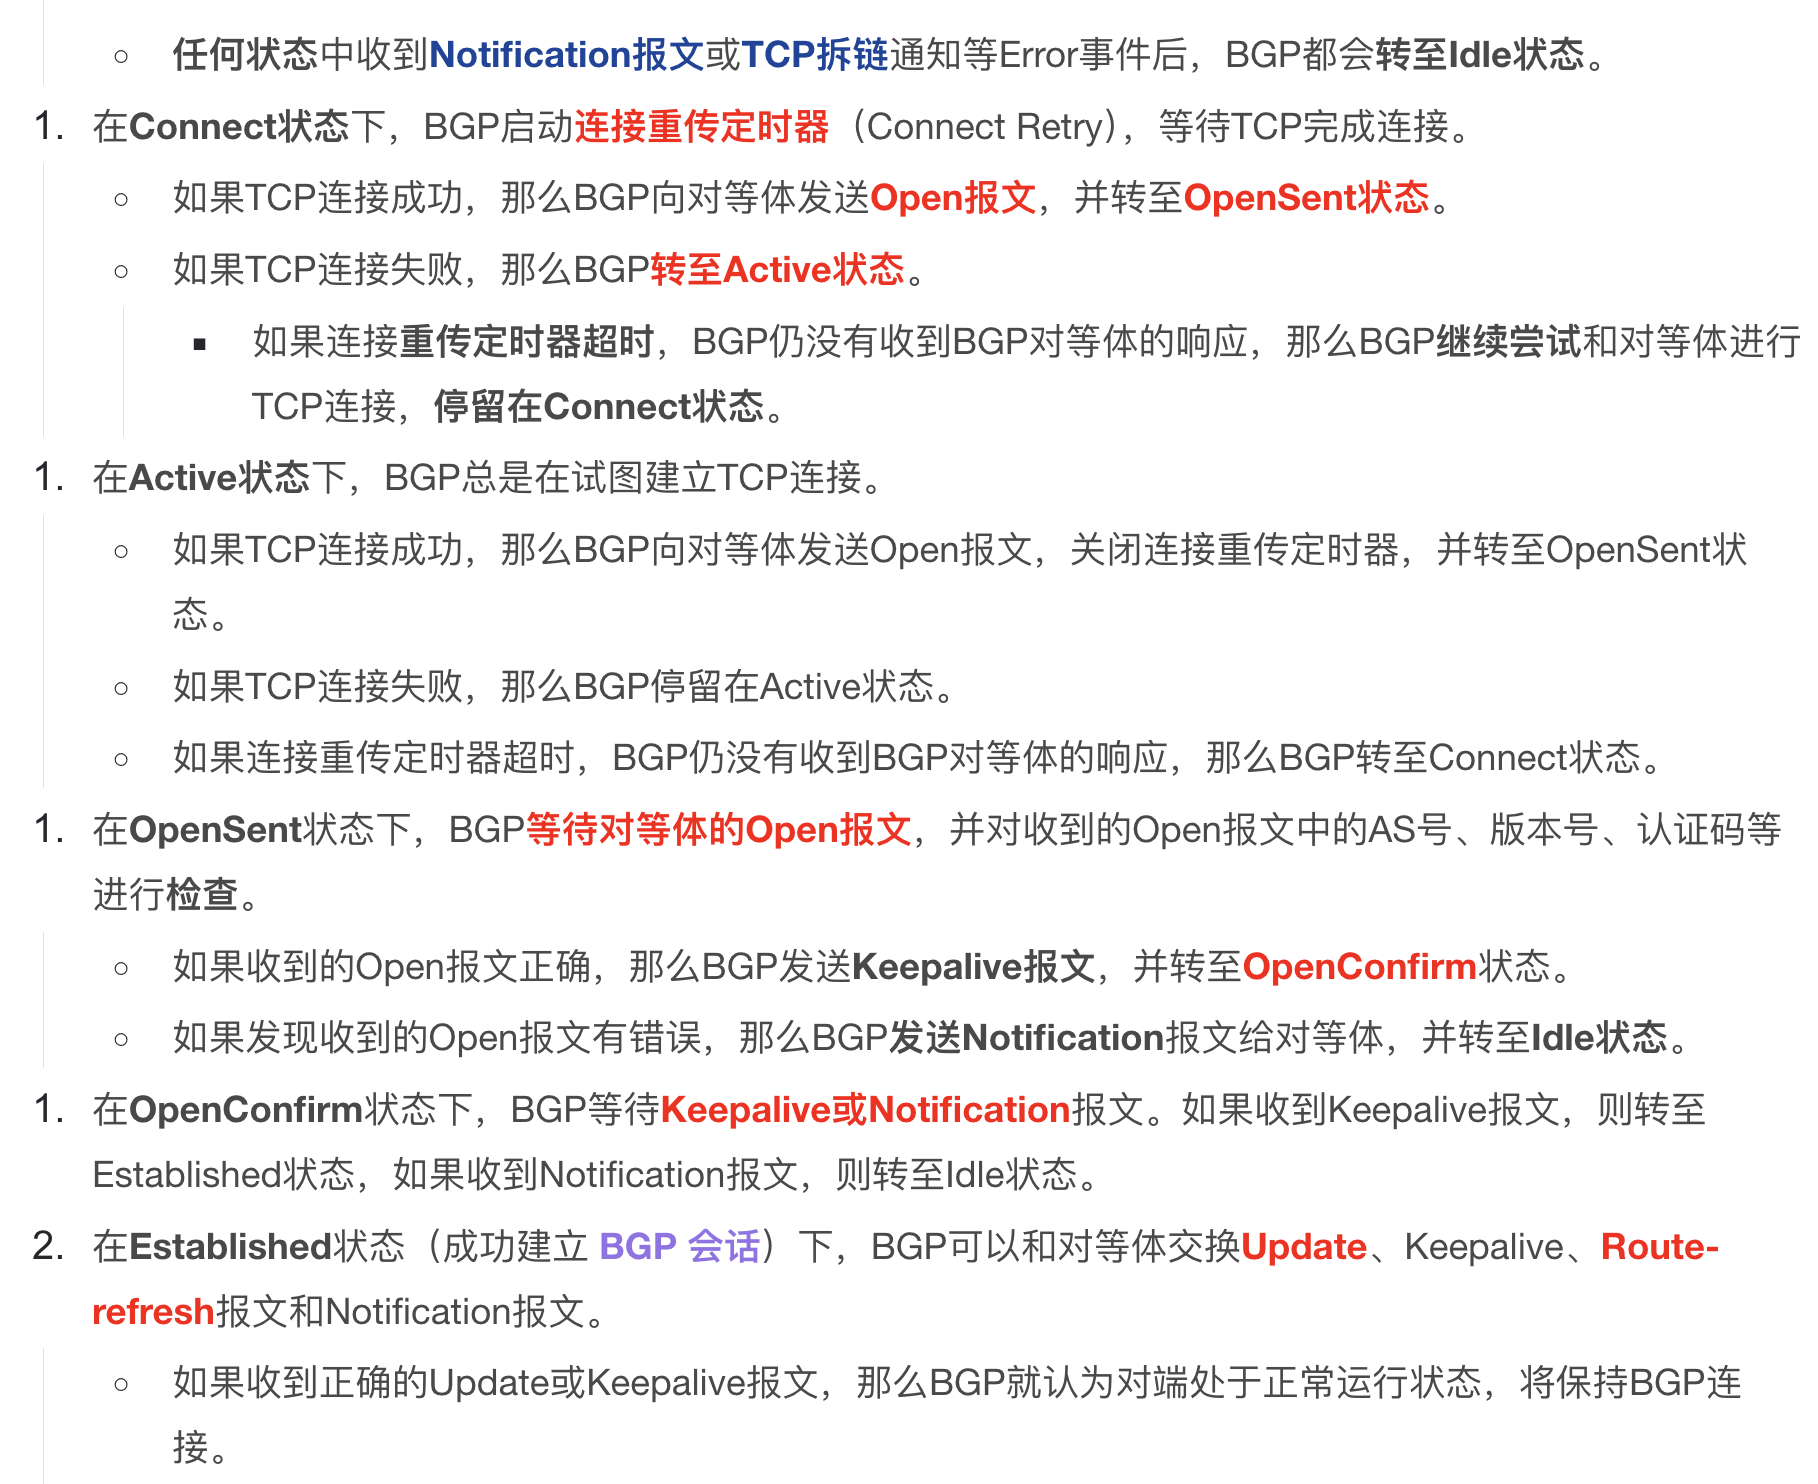 任何状态中收到Notification报文或TCP拆链通知等Error事件后，BGP都会转至Idle状态。
1. 在Connect状态下，BGP启动连接重传定时器（Connect Retry），等待TCP完成连接。
如果TCP连接成功，那么BGP向对等体发送Open报文，并转至OpenSent状态。
如果TCP连接失败，那么BGP转至Active状态。
如果连接重传定时器超时，BGP仍没有收到BGP对等体的响应，那么BGP继续尝试和对等体进行
TCP连接，停留在Connect状态。
1. 在Active状态下，BGP总是在试图建立TCP连接。
如果TCP连接成功，那么BGP向对等体发送Open报文，关闭连接重传定时器，并转至OpenSent状
态。
如果TCP连接失败，那么BGP停留在Active状态。
如果连接重传定时器超时，BGP仍没有收到BGP对等体的响应，那么BGP转至Connect状态。
1. 在OpenSent状态下，BGP等待对等体的Open报文，并对收到的Open报文中的AS号、版本号、认证码等
进行检查。
如果收到的Open报文正确，那么BGP发送Keepalive报文，并转至OpenConfirm状态。
如果发现收到的Open报文有错误，那么BGP发送Notification报文给对等体，并转至Idle状态。
1. 在OpenConfirm状态下，BGP等待Keepalive或Notification报文。如果收到Keepalive报文，则转至
Established状态，如果收到Notification报文，则转至Idle状态。
2. 在Established状态（成功建立 BGP 会话）下，BGP可以和对等体交换Update、Keepalive、Route-
refresh报文和Notification报文。
如果收到正确的Update或Keepalive报文，那么BGP就认为对端处于正常运行状态，将保持BGP连
接。